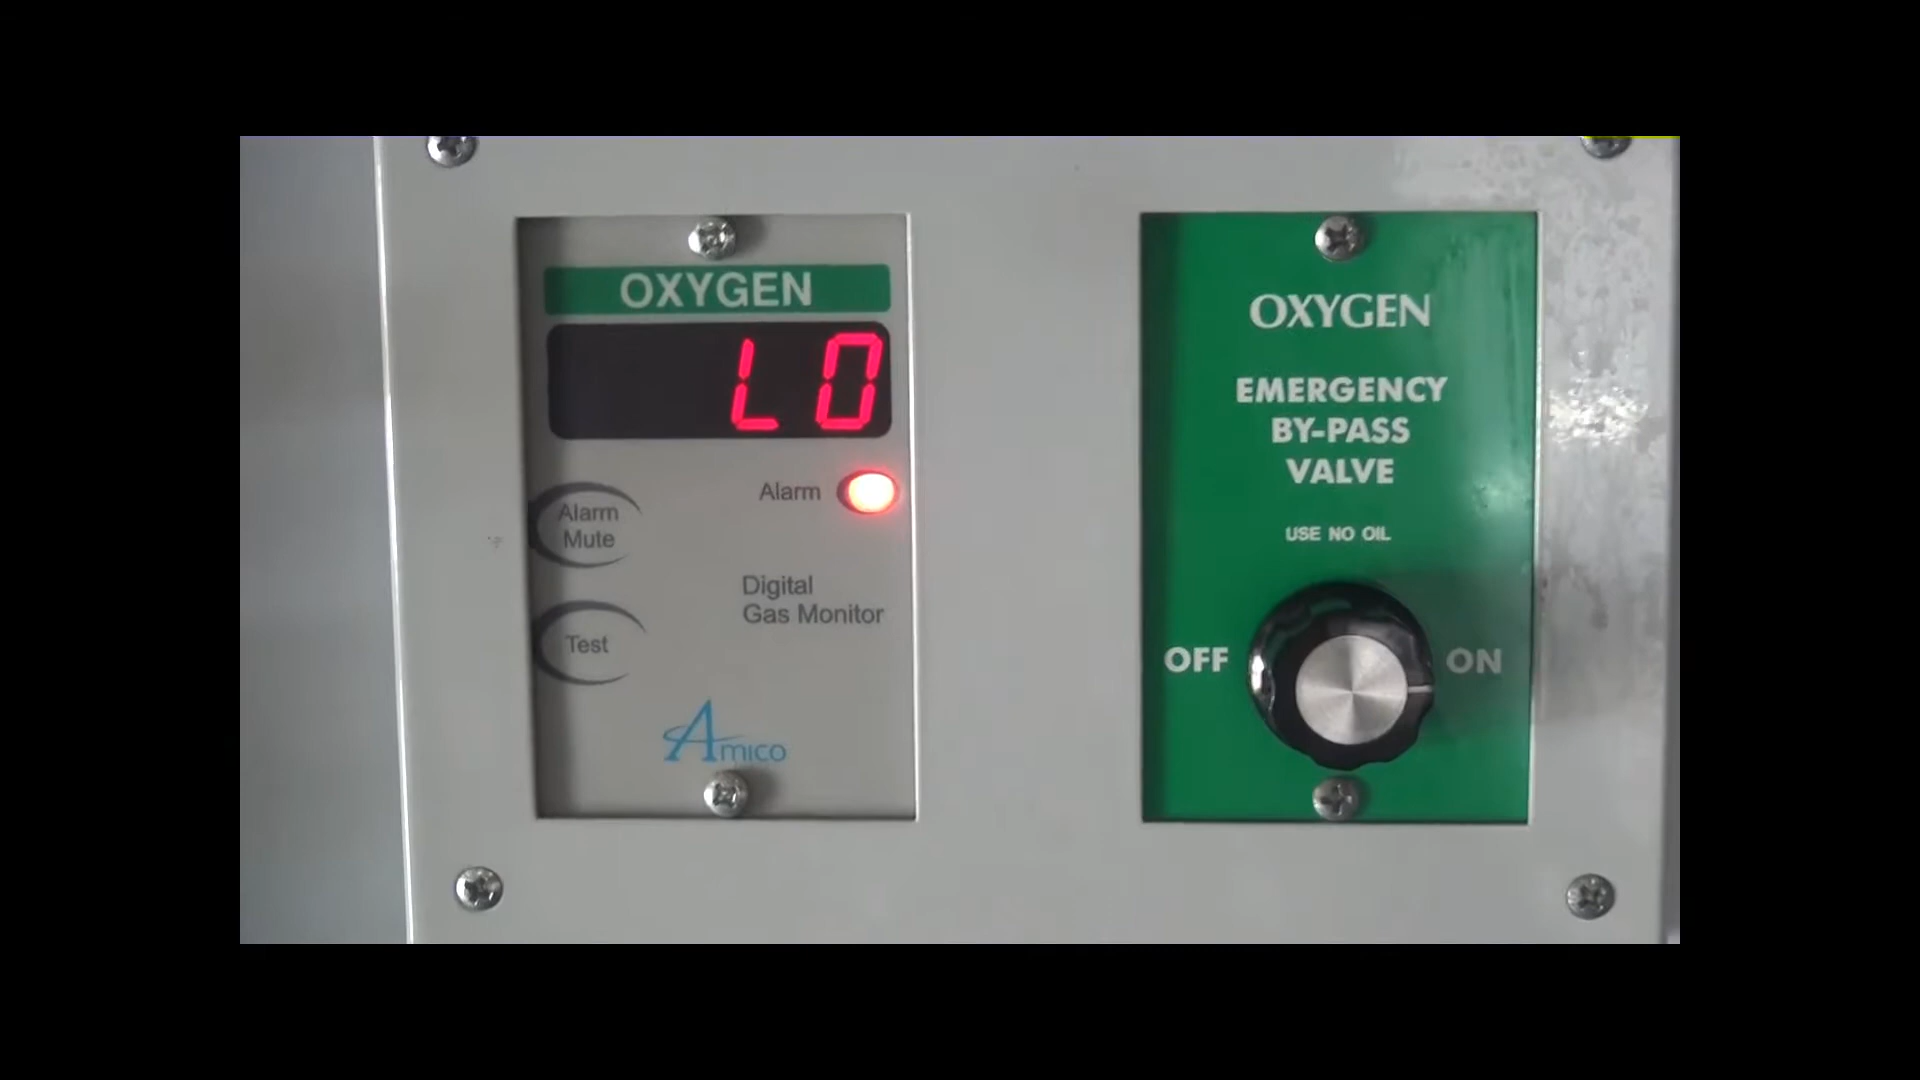 OXYGEN
LO
Alarm
Alarm
Mute
Digital
Gas Monitor
Test
Amico
OXYGEN
EMERGENCY
BY-PASS
VALVE
USE NO OIL
OFF
ON